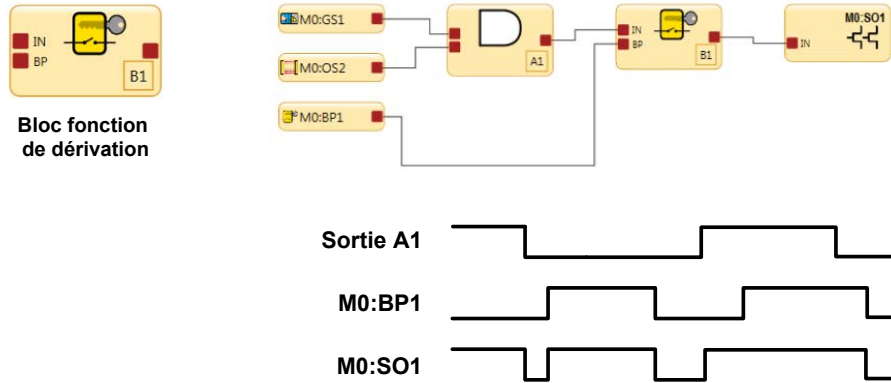 IN
BP
B1
Bloc fonction
de dérivation
M0:GS1
M0:OS2
M0:BP1
A1
IN
BP
B1
M0:SO1
IN
Sortie A1
M0:BP1
M0:SO1